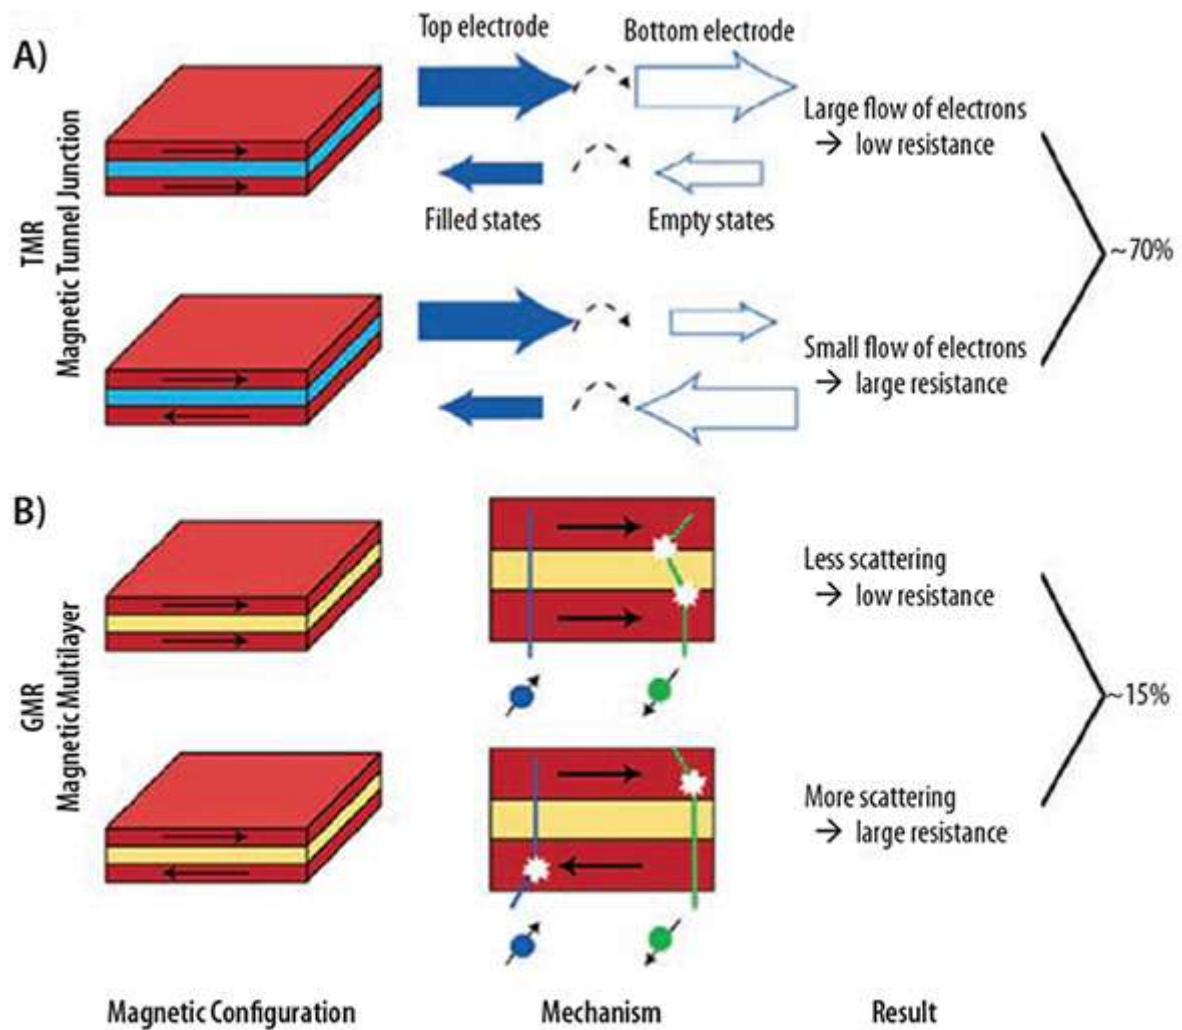 A)
TMR
Magnetic Tunnel Junction
Top electrode
Bottom electrode
Filled states
Empty states
Large flow of electrons
→ low resistance
Small flow of electrons
→ large resistance
~70%
B)
GMR
Magnetic Multilayer
Less scattering
→ low resistance
More scattering
→ large resistance
~15%
Magnetic Configuration
Mechanism
Result